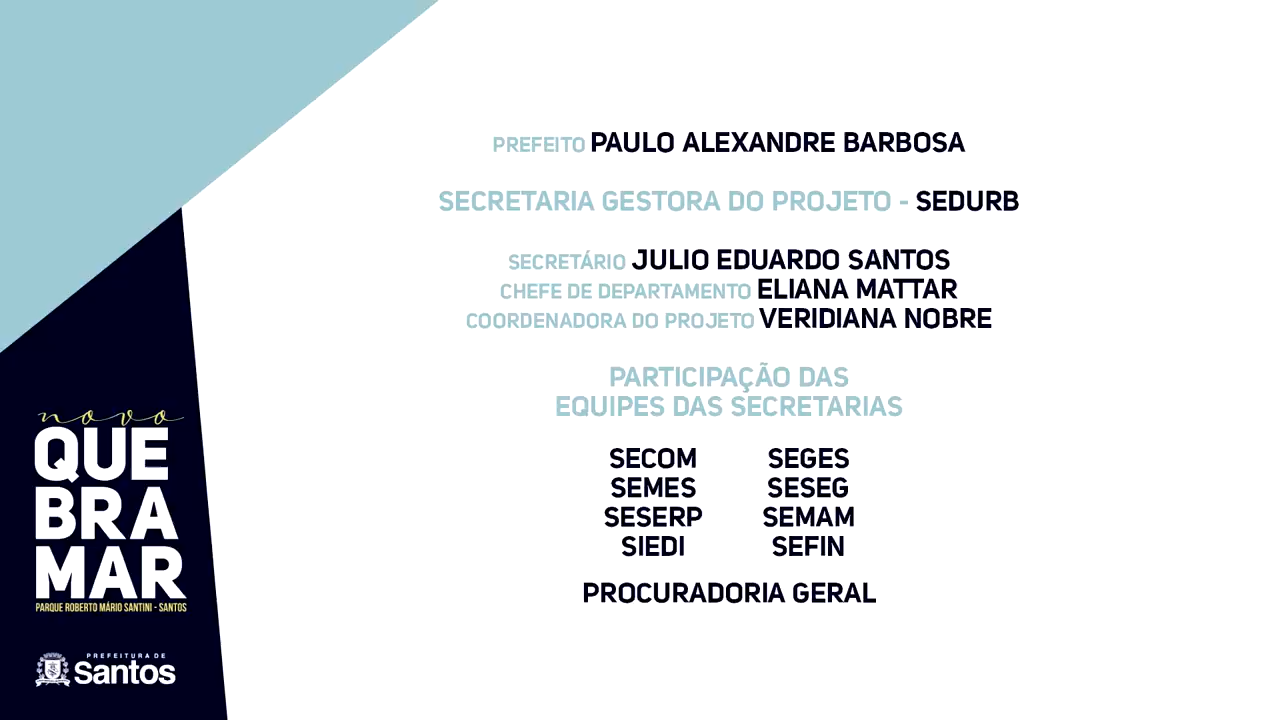 PREFEITO PAULO ALEXANDRE BARBOSA
SECRETARIA GESTORA DO PROJETO - SEDURB
SECRETÁRIO JULIO EDUARDO SANTOS
CHEFE DE DEPARTAMENTO ELIANA MATTAR
COORDENADORA DO PROJETO VERIDIANA NOBRE
PARTICIPAÇÃO DAS
EQUIPES DAS SECRETARIAS
SECOM SEGES
SEMES SESEG
SESERP SEMAM
SIEDI SEFIN
PROCURADORIA GERAL
novo
QUE
BRA
MAR
PARQUE ROBERTO MÁRIO SANTINI - SANTOS
PREFEITURA DE
Santos